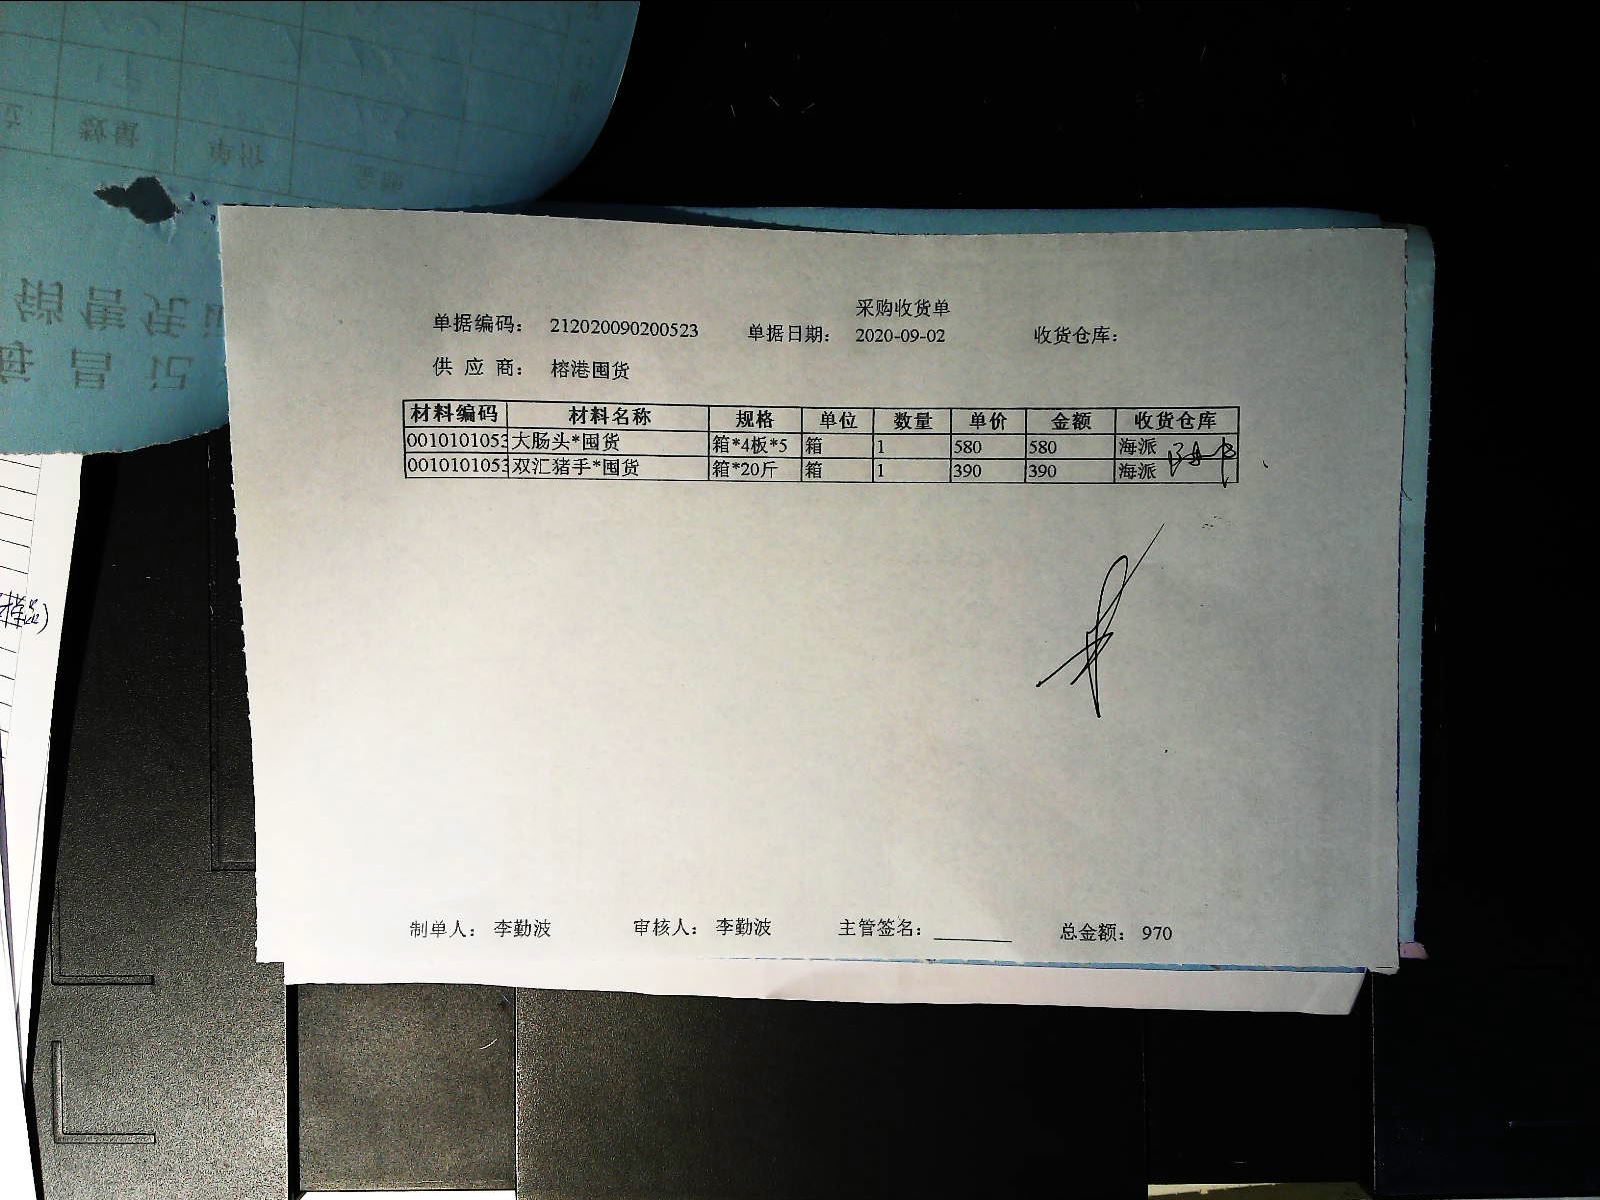 采购收货单
单据编码： 212020090200523 单据日期： 2020-09-02 收货仓库：
供 应 商： 榕港囤货
材料编码 材料名称 规格 单位 数量 单价 金额 收货仓库
0010101053 大肠头*囤货 箱*4板*5 箱 1 580 580 海派
0010101053 双汇猪手*囤货 箱*20斤 箱 1 390 390 海派
制单人： 李勤波 审核人： 李勤波 主管签名： 总金额： 970